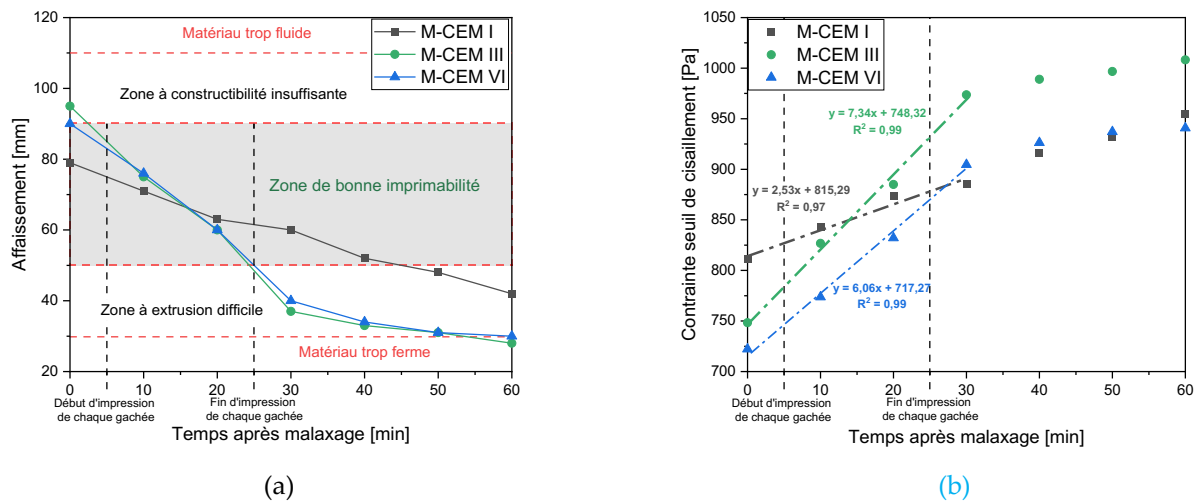 120
100
80
60
40
20
Affaissement [mm]
Matériau trop fluide
M-CEM I
M-CEM III
M-CEM VI
Zone à constructibilité insuffisante
Zone de bonne imprimabilité
Zone à extrusion difficile
Matériau trop ferme
0 10 20 30 40 50 60
Début d'impression
de chaque gachée
Fin d'impression
de chaque gachée
Temps après malaxage [min]
(a)
1050
1000
950
900
850
800
750
700
Contrainte seuil de cisaillement [Pa]
M-CEM I
M-CEM III
M-CEM VI
y = 7,34x + 748,32
R² = 0,99
y = 2,53x + 815,29
R² = 0,97
y = 6,06x + 717,27
R² = 0,99
0 10 20 30 40 50 60
Début d'impression
de chaque gachée
Fin d'impression
de chaque gachée
Temps après malaxage [min]
(b)